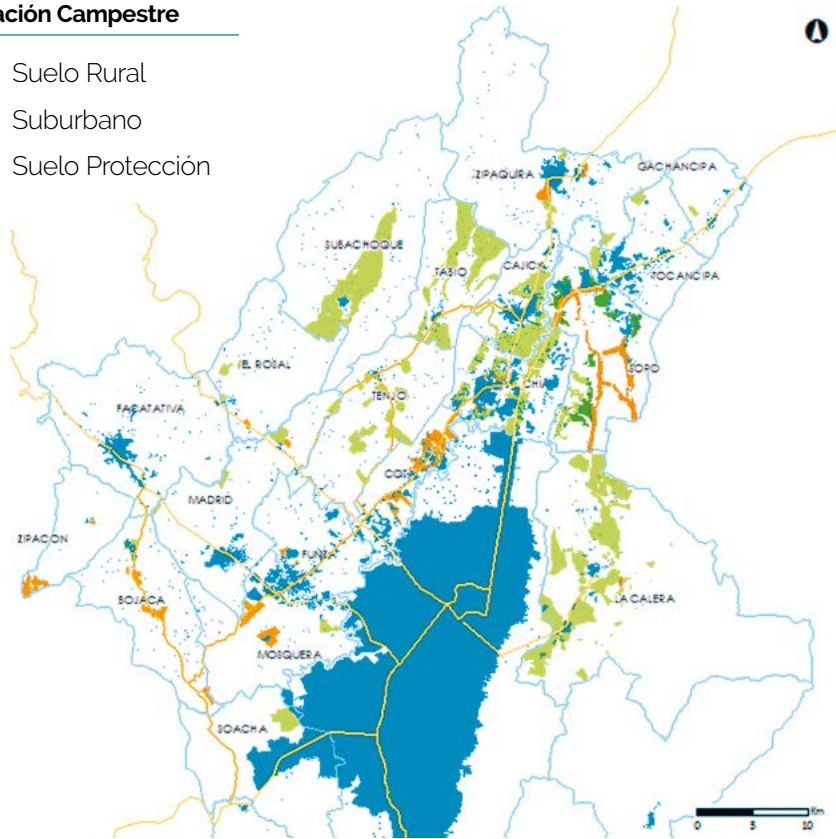 ación Campestre
Suelo Rural
Suburbano
Suelo Protección
ZIPAQUIRA
GACHANCIPA
SUBACHOQUE
TABIO
CAJICA
TOCANCIPA
EL ROSAL
SOPO
TENJO
CHIA
FACATATIVA
COTA
MADRID
ZIPACON
FUNZA
BOJACA
LA CALERA
MOSQUERA
SOACHA
Km
0 5 10